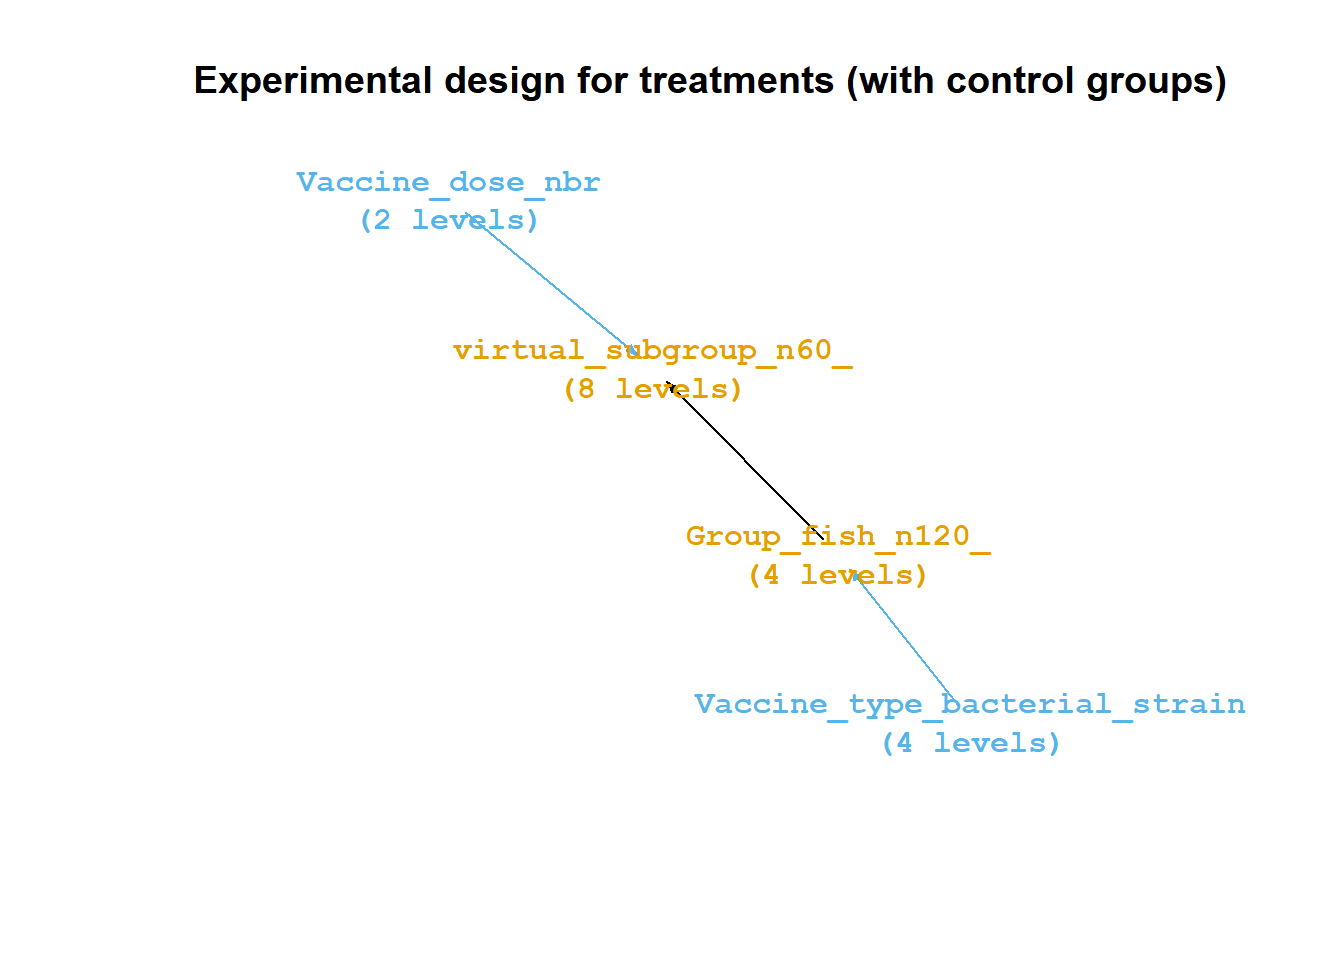 Experimental design for treatments (with control groups)
Vaccine_dose_nbr
(2 levels)
virtual_subgroup_n60_
(8 levels)
Group_fish_n120_
(4 levels)
Vaccine_type_bacterial_strain
(4 levels)